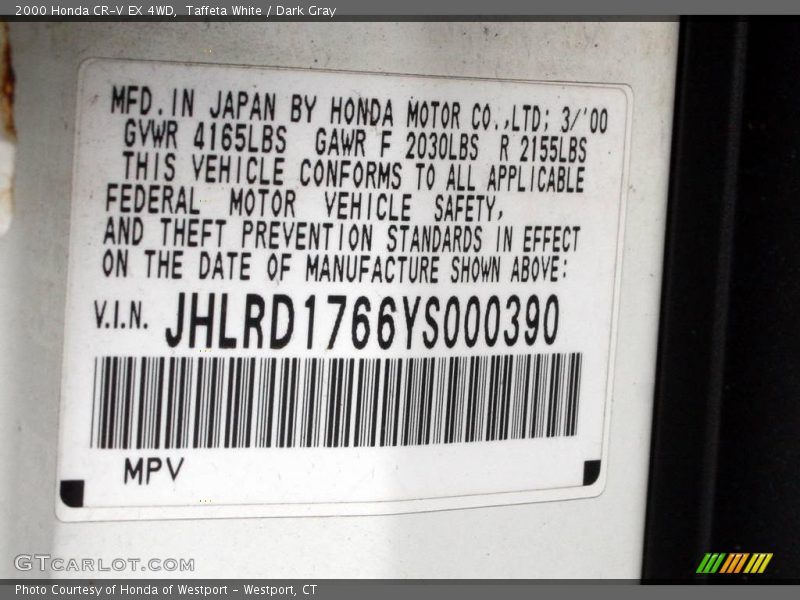 2000 Honda CR-V EX 4WD, Taffeta White / Dark Gray
MFD. IN JAPAN BY HONDA MOTOR CO.,LTD; 3/'00
GVWR 4165LBS GAWR F 2030LBS R 2155LBS
THIS VEHICLE CONFORMS TO ALL APPLICABLE
FEDERAL MOTOR VEHICLE SAFETY,
AND THEFT PREVENTION STANDARDS IN EFFECT
ON THE DATE OF MANUFACTURE SHOWN ABOVE:
V.I.N. JHLRD1766YS000390
MPV
GTCARLOT.COM
Photo Courtesy of Honda of Westport - Westport, CT